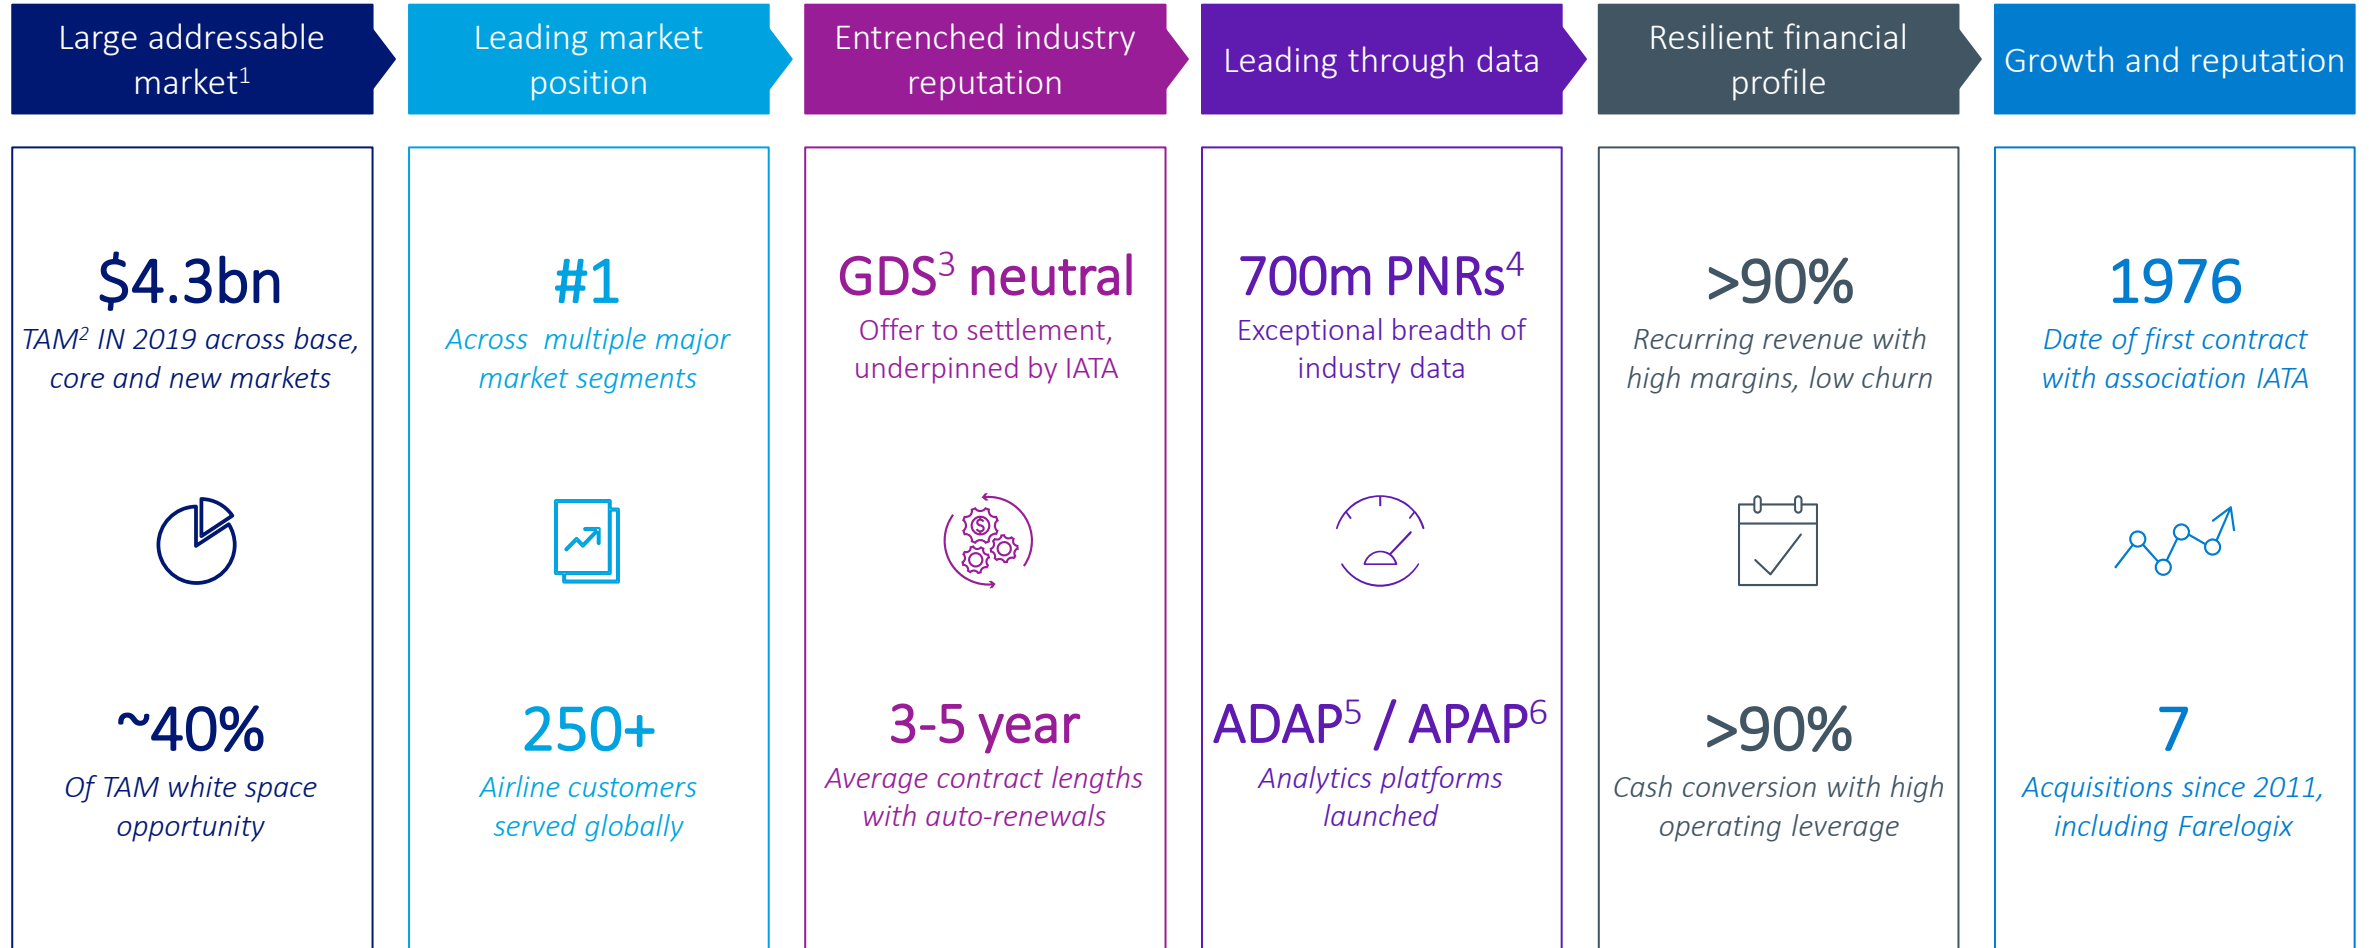 Large addressable
market¹
Leading market
position
Entrenched industry
reputation
Leading through data
Resilient financial
profile
Growth and reputation
$4.3bn
TAM² IN 2019 across base,
core and new markets
~40%
Of TAM white space
opportunity
#1
Across multiple major
market segments
250+
Airline customers
served globally
GDS³ neutral
Offer to settlement,
underpinned by IATA
$
3-5 year
Average contract lengths
with auto-renewals
700m PNRs⁴
Exceptional breadth of
industry data
ADAP⁵ / APAP⁶
Analytics platforms
launched
>90%
Recurring revenue with
high margins, low churn
>90%
Cash conversion with high
operating leverage
1976
Date of first contract
with association IATA
7
Acquisitions since 2011,
including Farelogix